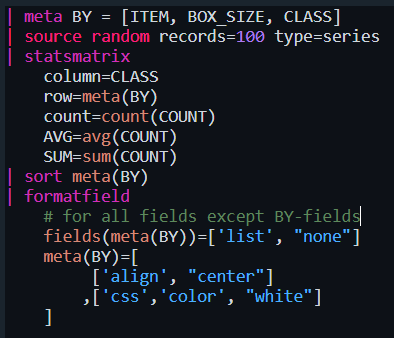 | meta BY = [ITEM, BOX_SIZE, CLASS]
| source random records=100 type=series
| statsmatrix
    column=CLASS
    row=meta(BY)
    count=count(COUNT)
    AVG=avg(COUNT)
    SUM=sum(COUNT)
| sort meta(BY)
| formatfield
    # for all fields except BY-fields
    fields(meta(BY))=['list', "none"]
    meta(BY)=[
         ['align', "center"]
        ,['css','color', "white"]
    ]